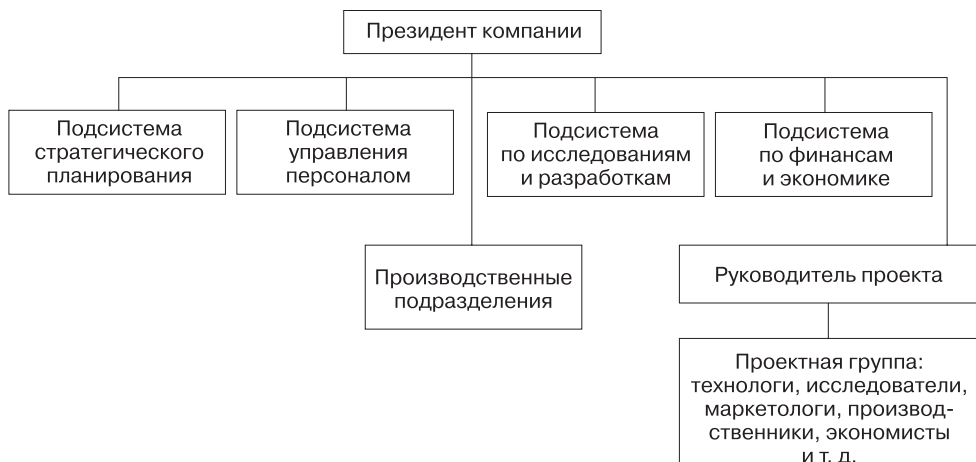 Президент компании
Подсистема
стратегического
планирования
Подсистема
управления
персоналом
Подсистема
по исследованиям
и разработкам
Подсистема
по финансам
и экономике
Производственные
подразделения
Руководитель проекта
Проектная группа:
технологи, исследователи,
маркетологи, производ-
ственники, экономисты
и т. д.